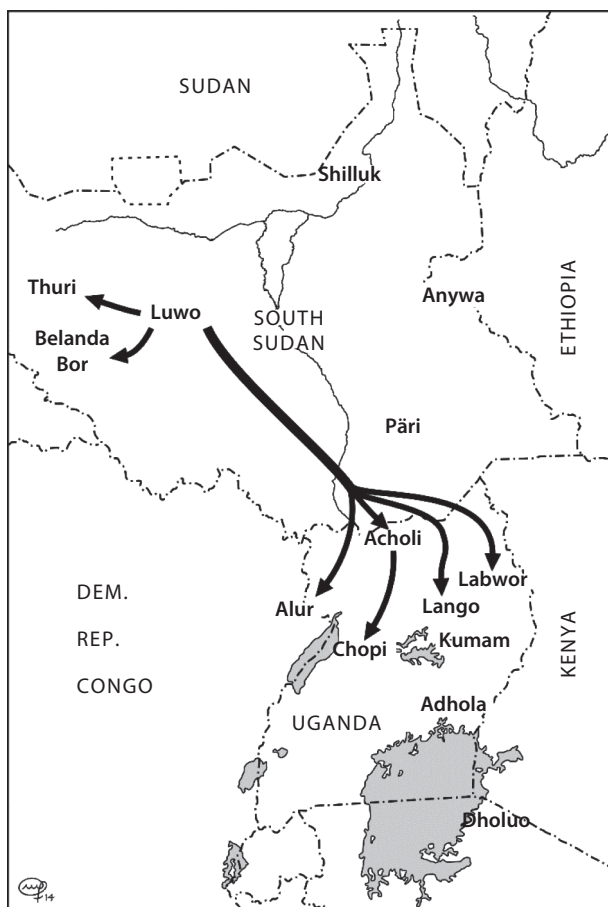 SUDAN
Shilluk
Thuri
Luwo
Anywa
ETHIOPIA
Belanda
Bor
SOUTH
SUDAN
Päri
Acholi
Labwor
DEM.
REP.
CONGO
Alur
Lango
Chopi
Kumam
KENYA
UGANDA
Adhola
Dholuo
14